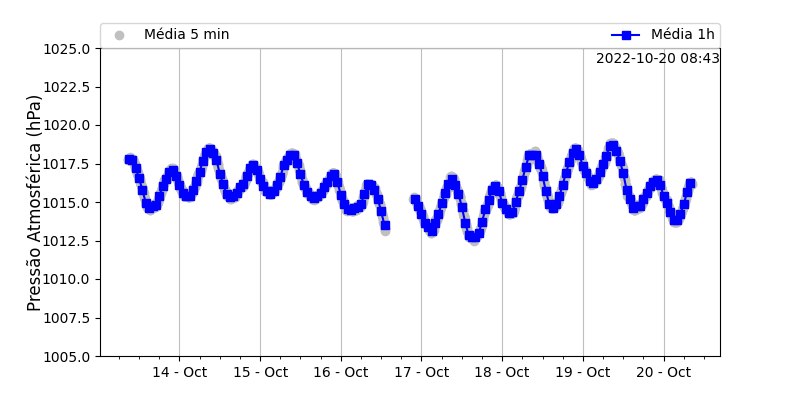 Média 5 min
Média 1h
2022-10-20 08:43
Pressão Atmosférica (hPa)
1025.0
1022.5
1020.0
1017.5
1015.0
1012.5
1010.0
1007.5
1005.0
14 - Oct
15 - Oct
16 - Oct
17 - Oct
18 - Oct
19 - Oct
20 - Oct